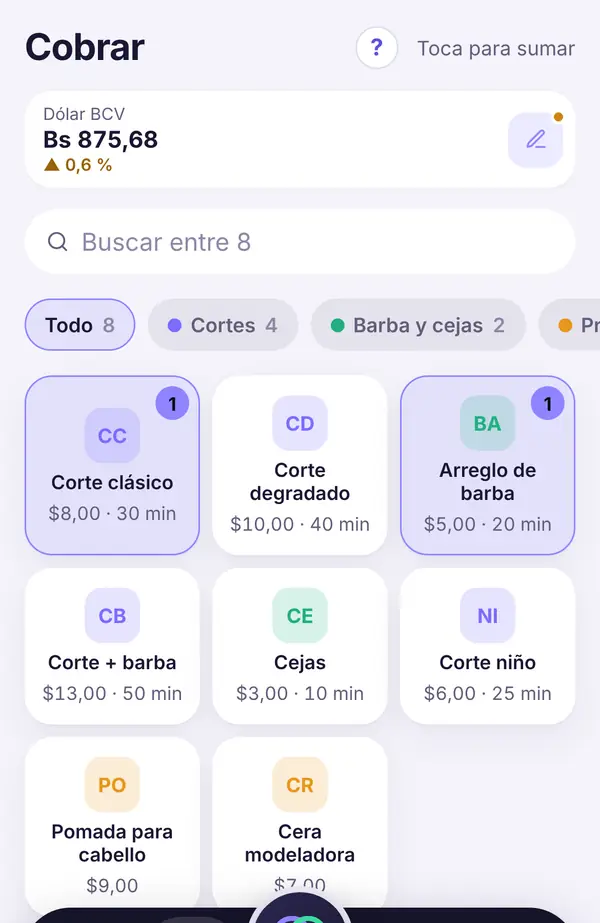 Cobrar
?
Toca para sumar
Dólar BCV
Bs 875,68
▲ 0,6 %
Buscar entre 8
Todo 8
Cortes 4
Barba y cejas 2
Pr
1
CC
Corte clásico
$8,00 · 30 min
CD
Corte
degradado
$10,00 · 40 min
1
BA
Arreglo de
barba
$5,00 · 20 min
CB
Corte + barba
$13,00 · 50 min
CE
Cejas
$3,00 · 10 min
NI
Corte niño
$6,00 · 25 min
PO
Pomada para
cabello
$9,00
CR
Cera
modeladora
$7,00